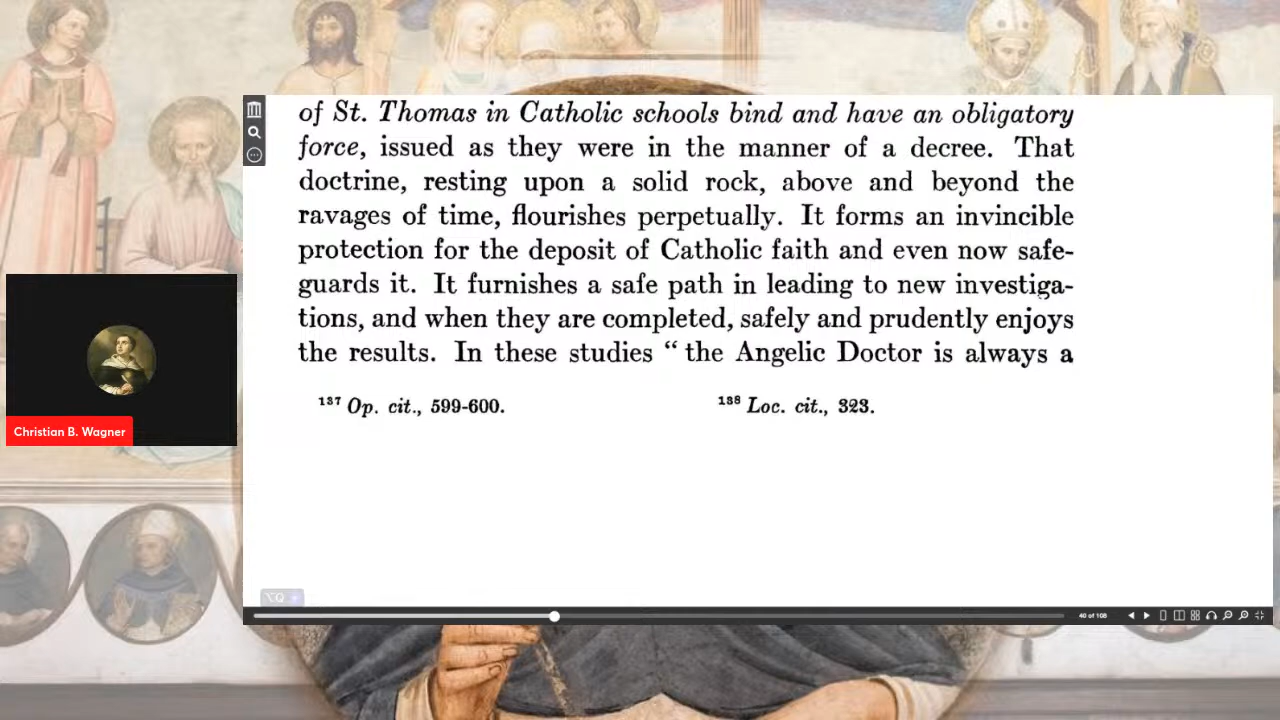 of St. Thomas in Catholic schools bind and have an obligatory
force, issued as they were in the manner of a decree. That
doctrine, resting upon a solid rock, above and beyond the
ravages of time, flourishes perpetually. It forms an invincible
protection for the deposit of Catholic faith and even now safe-
guards it. It furnishes a safe path in leading to new investiga-
tions, and when they are completed, safely and prudently enjoys
the results. In these studies “ the Angelic Doctor is always a
¹³⁷ Op. cit., 599-600.
¹³⁸ Loc. cit., 323.
Christian B. Wagner
⌥Q
40 of 108